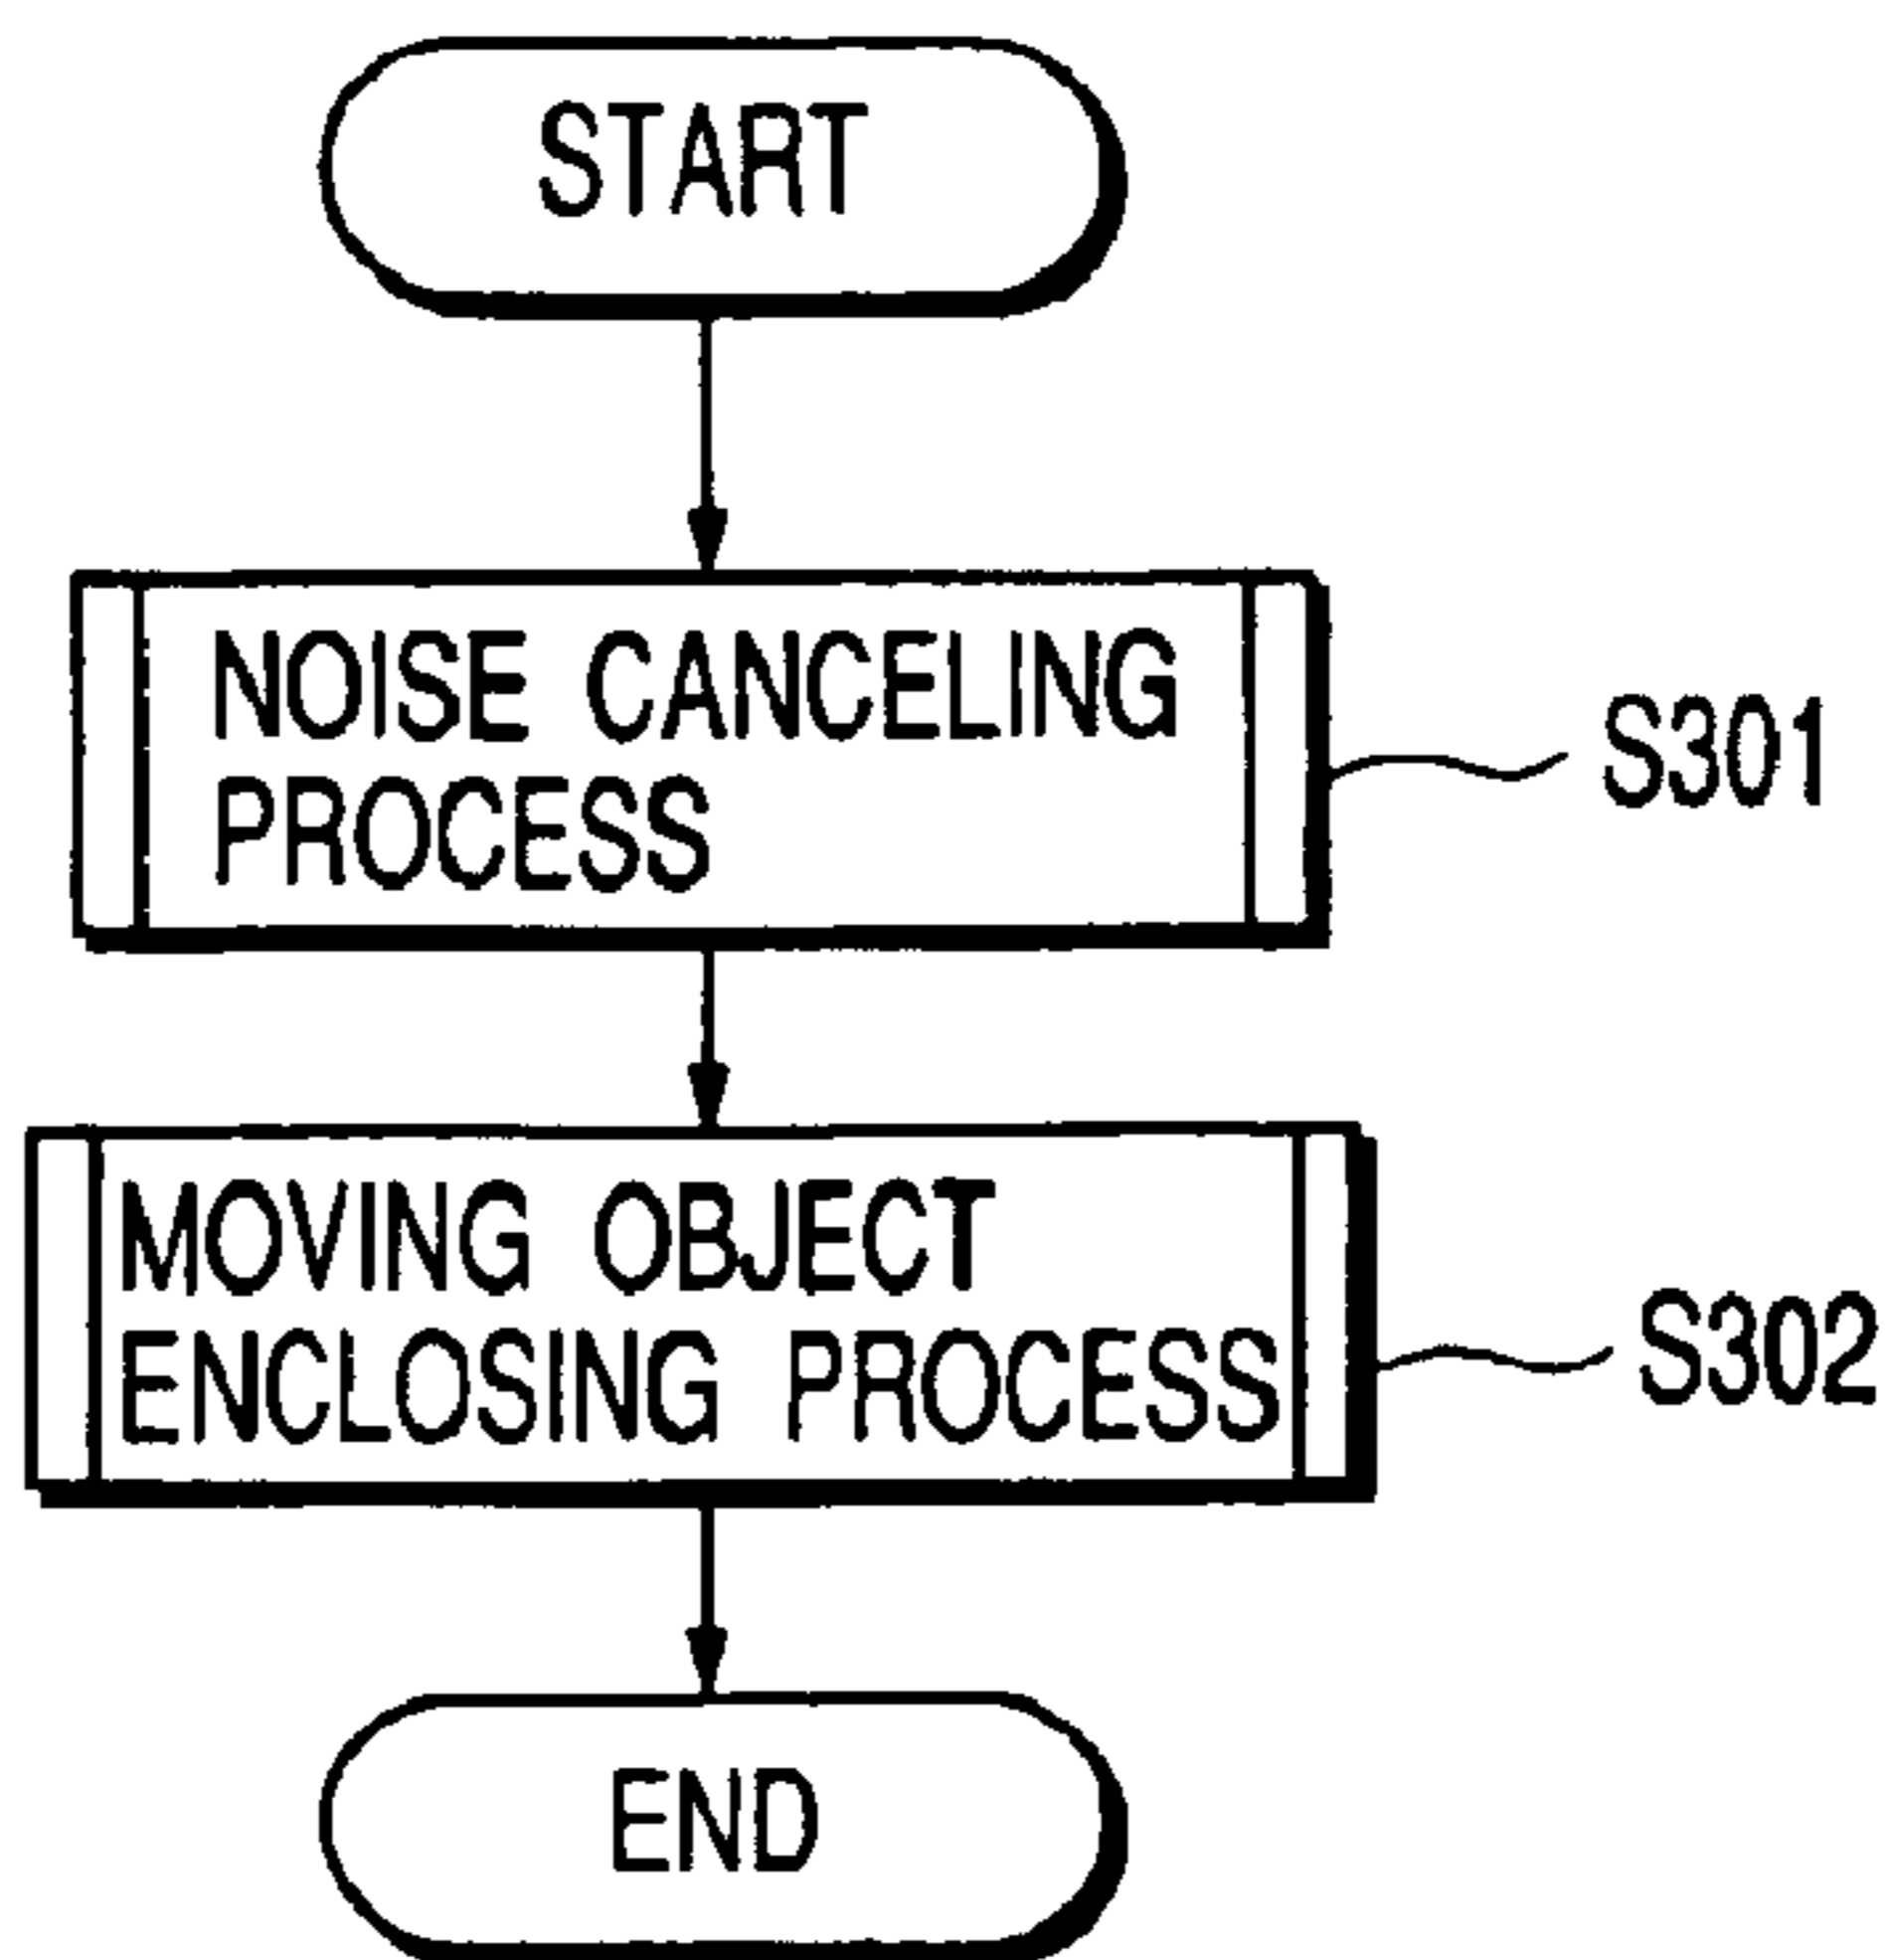 START
NOISE CANCELING
PROCESS
S301
MOVING OBJECT
ENCLOSING PROCESS
S302
END